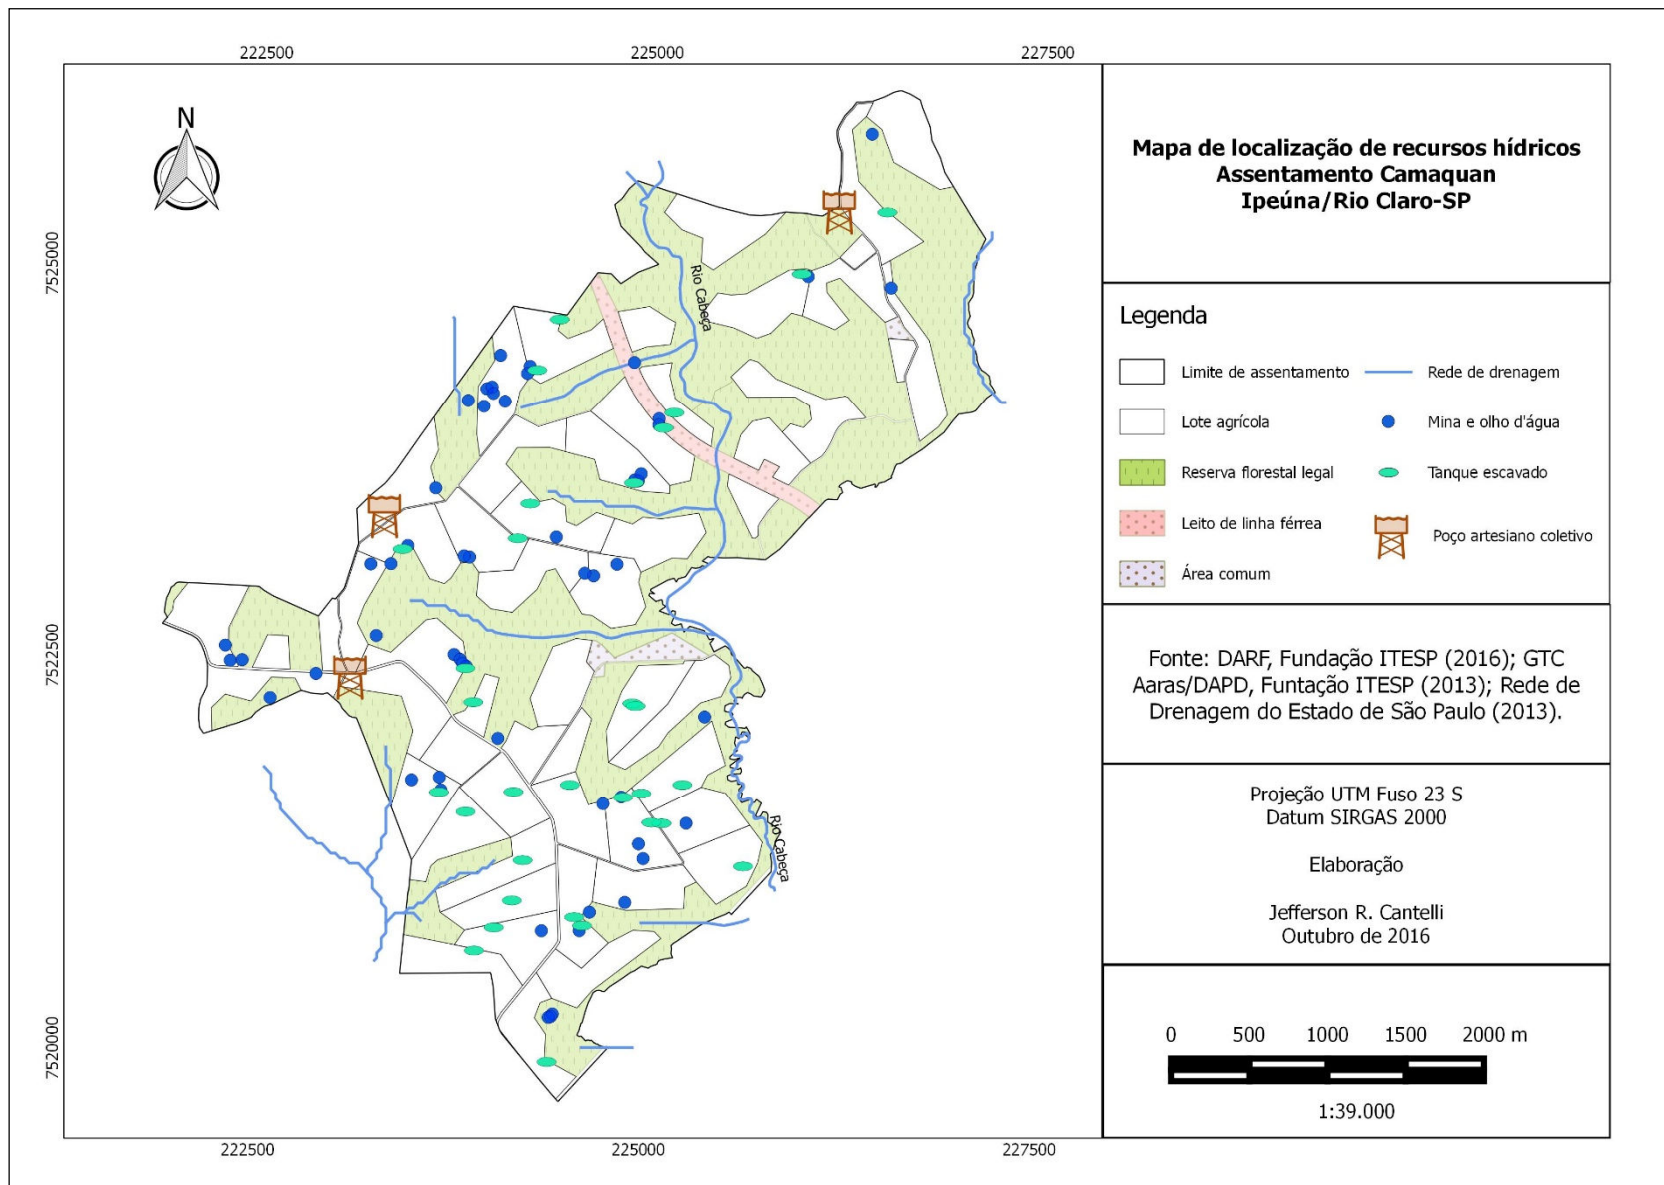 222500
225000
227500
N
7525000
7522500
7520000
Rio Cabeça
Rio Cabeça
222500
225000
227500
Mapa de localização de recursos hídricos
Assentamento Camaquan
Ipeúna/Rio Claro-SP
Legenda
Limite de assentamento
Rede de drenagem
Lote agrícola
Mina e olho d'água
Reserva florestal legal
Tanque escavado
Leito de linha férrea
Poço artesiano coletivo
Área comum
Fonte: DARF, Fundação ITESP (2016); GTC
Aaras/DAPD, Funtação ITESP (2013); Rede de
Drenagem do Estado de São Paulo (2013).
Projeção UTM Fuso 23 S
Datum SIRGAS 2000
Elaboração
Jefferson R. Cantelli
Outubro de 2016
0 500 1000 1500 2000 m
1:39.000